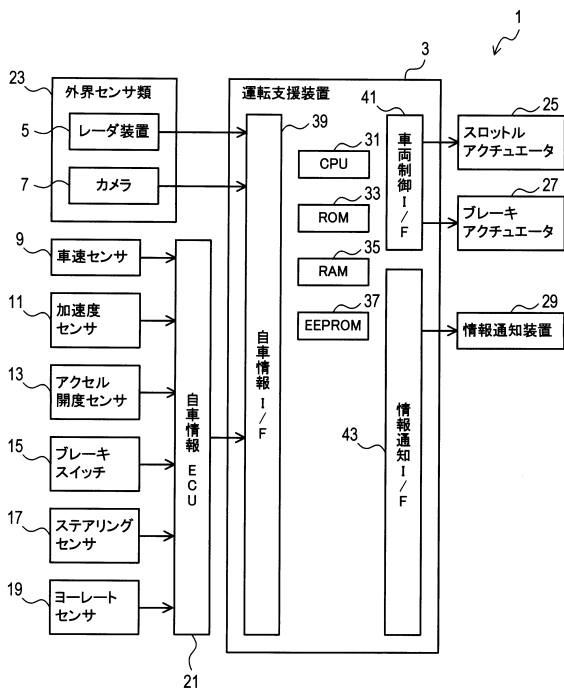 1
3
23
外界センサ類
5
レーダ装置
7
カメラ
9
車速センサ
11
加速度
センサ
13
アクセル
開度センサ
15
ブレーキ
スイッチ
17
ステアリング
センサ
19
ヨーレート
センサ
自車情報ECU
21
運転支援装置
39
自車情報I/F
31
CPU
33
ROM
35
RAM
37
EEPROM
41
車両制御I/F
43
情報通知I/F
25
スロットル
アクチュエータ
27
ブレーキ
アクチュエータ
29
情報通知装置